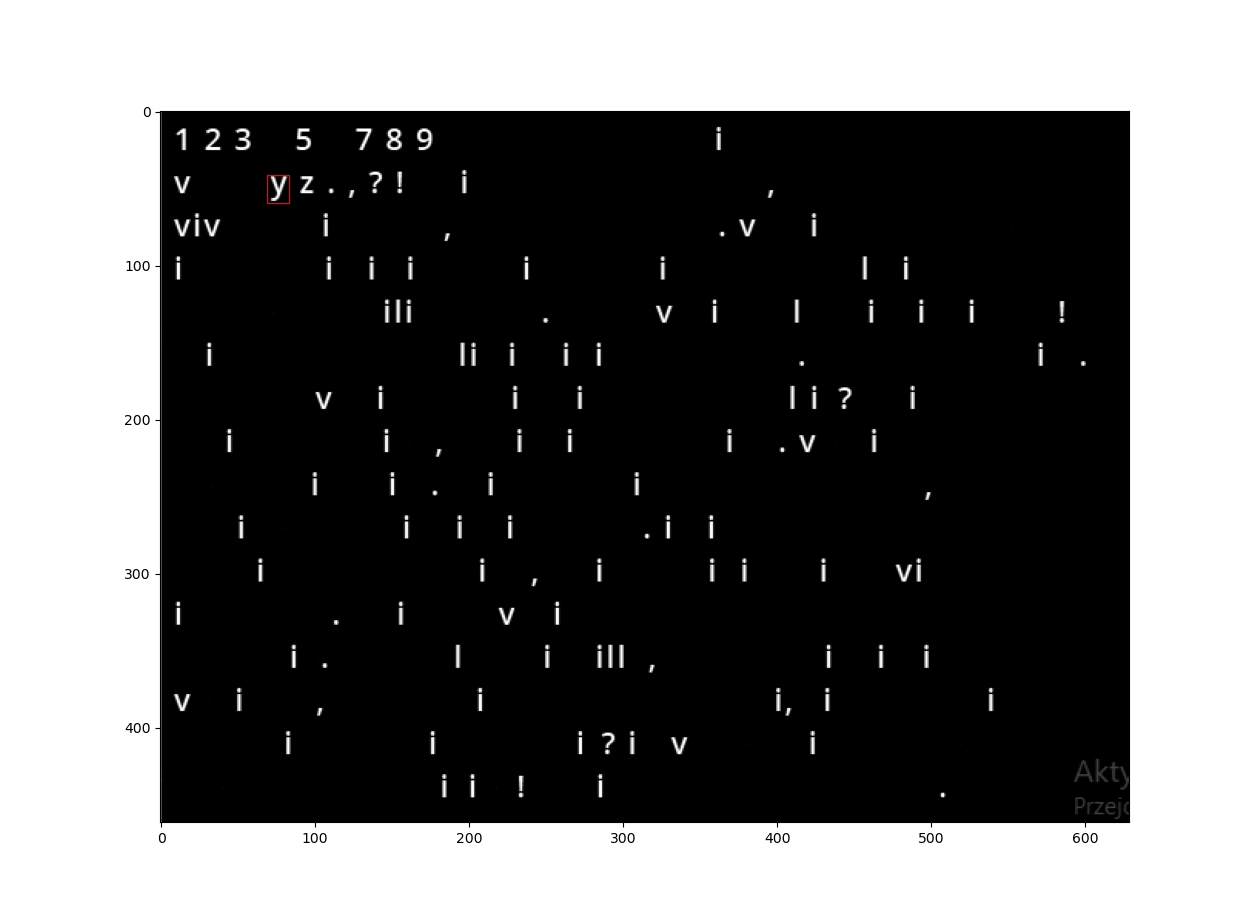 1 2 3 5 7 8 9 i
v y z . , ? ! i ,
viv i , . v i
i i i i i i l i
ili . v i l i i i !
i li i i i . i .
v i i i l i ? i
i i , i i i . v i
i i . i i ,
i i i i . i i
i i , i i i i vi
i . i v i
i . l i ill , i i i
v i , i i, i i
i i i ? i v i
i i ! i .
Akty
Przejc
0
100
200
300
400
0 100 200 300 400 500 600